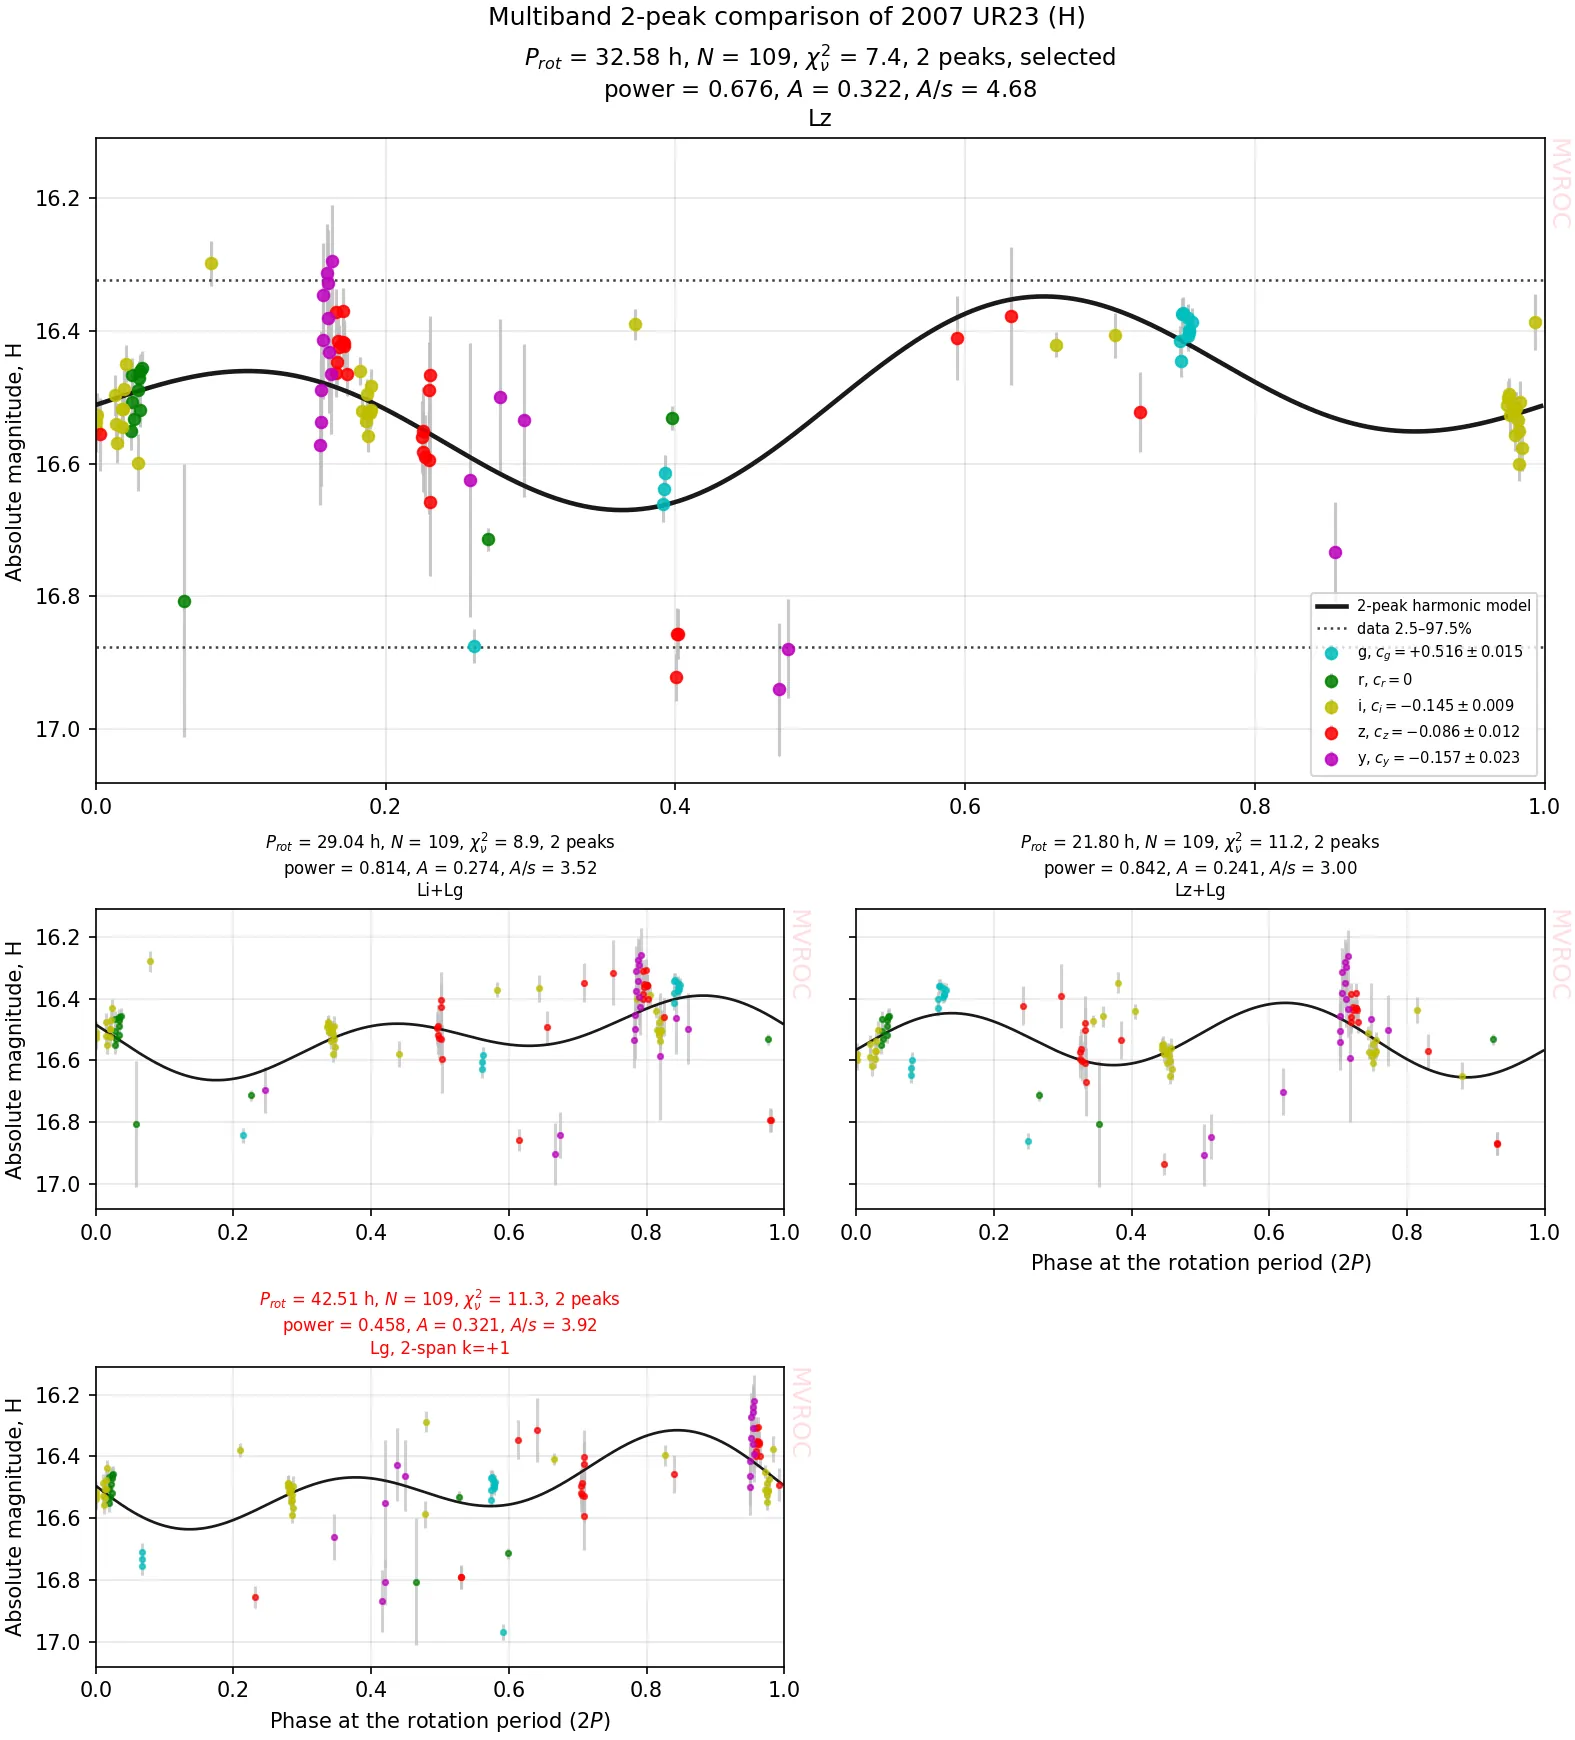 Multiband 2-peak comparison of 2007 UR23 (H)
P_rot = 32.58 h, N = 109, χ²_ν = 7.4, 2 peaks, selected
power = 0.676, A = 0.322, A/s = 4.68
Lz
MVROC
Absolute magnitude, H
16.2
16.4
16.6
16.8
17.0
0.0 0.2 0.4 0.6 0.8 1.0
2-peak harmonic model
data 2.5–97.5%
g, c_g = +0.516 ± 0.015
r, c_r = 0
i, c_i = −0.145 ± 0.009
z, c_z = −0.086 ± 0.012
y, c_y = −0.157 ± 0.023
P_rot = 29.04 h, N = 109, χ²_ν = 8.9, 2 peaks
power = 0.814, A = 0.274, A/s = 3.52
Li+Lg
MVROC
Absolute magnitude, H
16.2
16.4
16.6
16.8
17.0
0.0 0.2 0.4 0.6 0.8 1.0
P_rot = 21.80 h, N = 109, χ²_ν = 11.2, 2 peaks
power = 0.842, A = 0.241, A/s = 3.00
Lz+Lg
MVROC
0.0 0.2 0.4 0.6 0.8 1.0
Phase at the rotation period (2P)
P_rot = 42.51 h, N = 109, χ²_ν = 11.3, 2 peaks
power = 0.458, A = 0.321, A/s = 3.92
Lg, 2-span k=+1
MVROC
Absolute magnitude, H
16.2
16.4
16.6
16.8
17.0
0.0 0.2 0.4 0.6 0.8 1.0
Phase at the rotation period (2P)